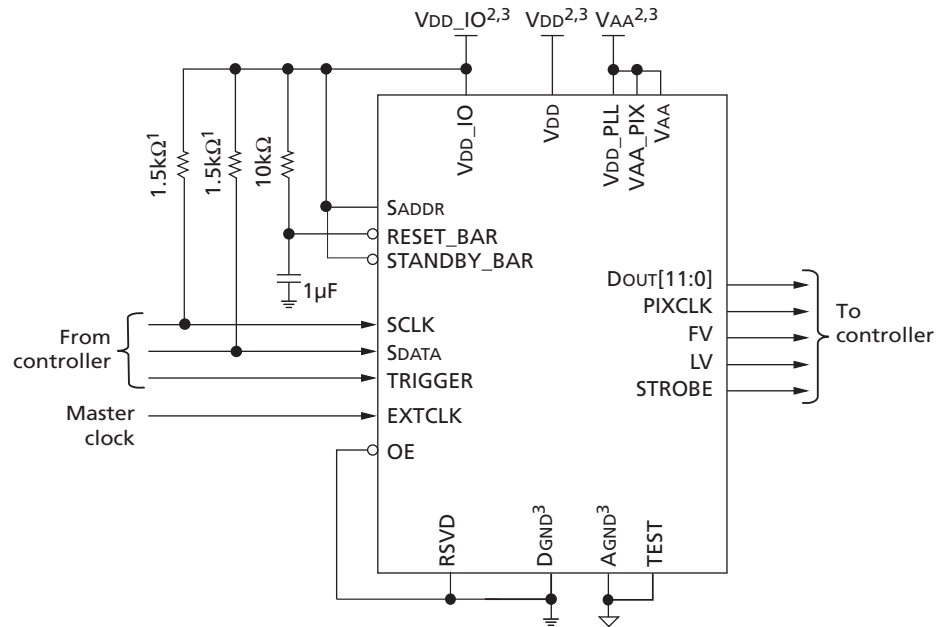 VDD_IO2,3 VDD2,3 VAA2,3
1.5kΩ1
1.5kΩ1
10kΩ
VDD_IO
VDD
VDD_PLL
VAA_PIX
VAA
SADDR
RESET_BAR
STANDBY_BAR
1µF
DOUT[11:0]
PIXCLK
FV
LV
STROBE
To
controller
From
controller
SCLK
SDATA
TRIGGER
Master
clock
EXTCLK
OE
RSVD
DGND3
AGND3
TEST